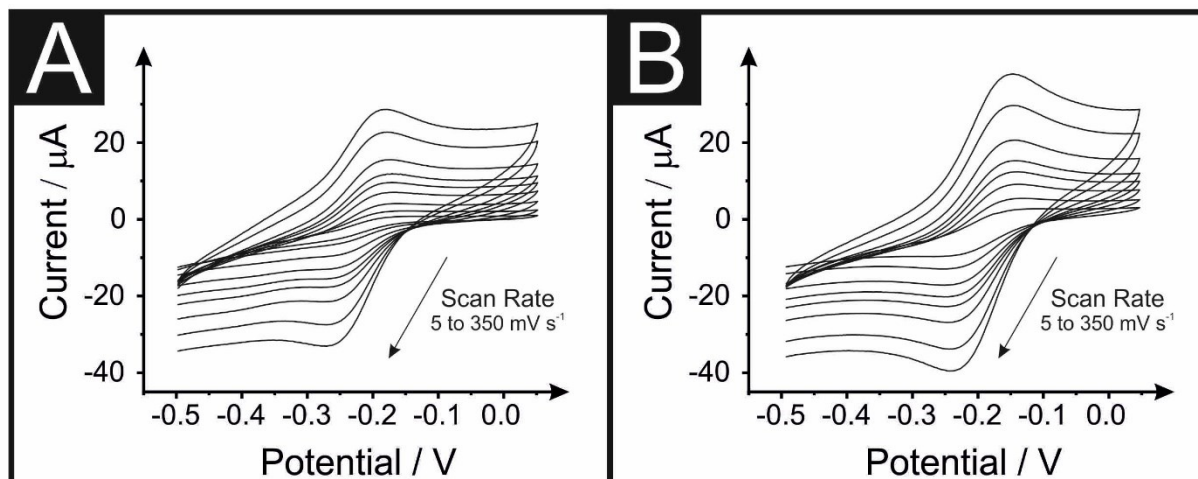 A
20
0
-20
-40
Current / μA
-0.5 -0.4 -0.3 -0.2 -0.1 0.0
Potential / V
Scan Rate
5 to 350 mV s⁻¹
B
20
0
-20
-40
Current / μA
-0.5 -0.4 -0.3 -0.2 -0.1 0.0
Potential / V
Scan Rate
5 to 350 mV s⁻¹